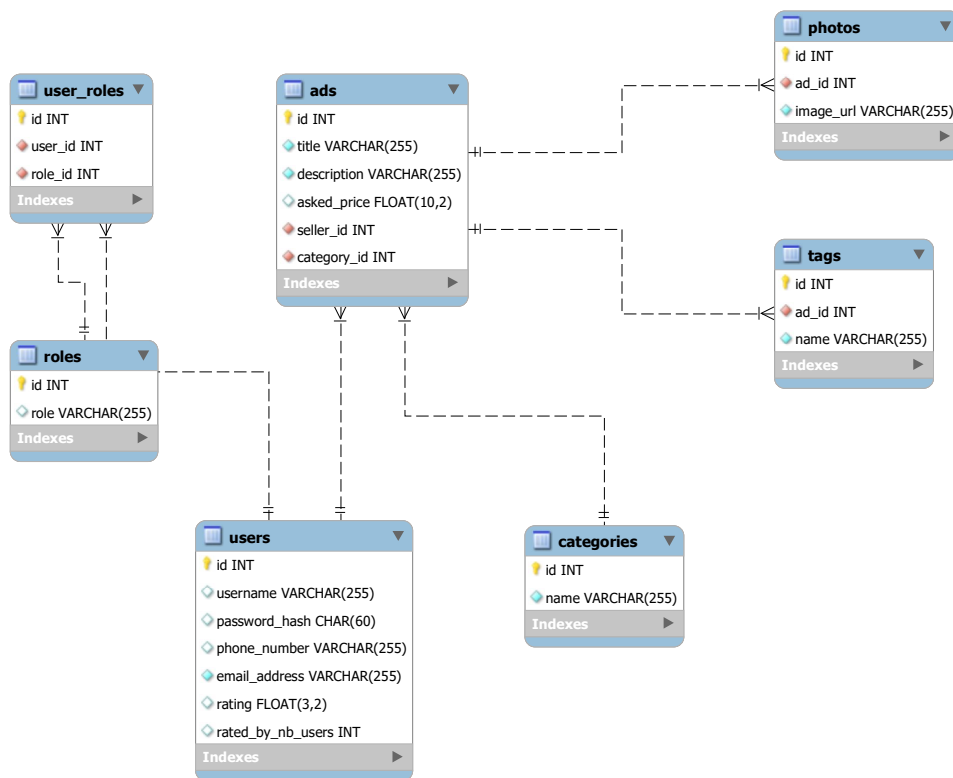 user_roles
id INT
user_id INT
role_id INT
Indexes
ads
id INT
title VARCHAR(255)
description VARCHAR(255)
asked_price FLOAT(10,2)
seller_id INT
category_id INT
Indexes
photos
id INT
ad_id INT
image_url VARCHAR(255)
Indexes
tags
id INT
ad_id INT
name VARCHAR(255)
Indexes
roles
id INT
role VARCHAR(255)
Indexes
users
id INT
username VARCHAR(255)
password_hash CHAR(60)
phone_number VARCHAR(255)
email_address VARCHAR(255)
rating FLOAT(3,2)
rated_by_nb_users INT
Indexes
categories
id INT
name VARCHAR(255)
Indexes